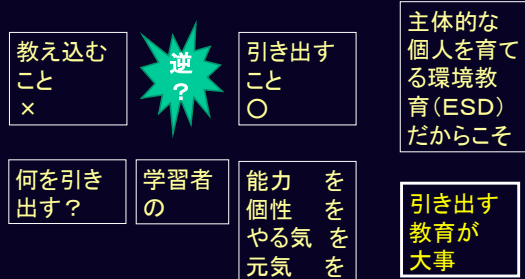 教え込む
こと
×
逆
?
引き出す
こと
○
主体的な
個人を育て
る環境教
育(ESD)
だからこそ
何を引き
出す?
学習者
の
能力 を
個性 を
やる気 を
元気 を
引き出す
教育が
大事